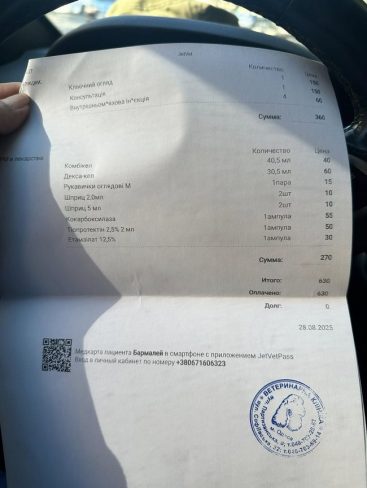 JetVet
Количество Цена
Клінічний огляд 1 150
Консультація 1 150
Внутрішньом'язова ін'єкція 4 60
Сумма: 360
Количество Цена
Комбікел 40,5 мл 40
Декса-кел 30,5 мл 60
Рукавички оглядові М 1пара 15
Шприц 2,0мл 2шт 10
Шприц 5 мл 2шт 10
Кокарбоксилаза 1ампула 55
Тіопротектін 2,5% 2 мл 1ампула 50
Етамзілат 12,5% 1ампула 30
Сумма: 270
Итого: 630
Оплачено: 630
Долг: 0
28.08.2025
Медкарта пациента Бармалей в смартфоне с приложением JetVetPass
Вход в личный кабинет по номеру +380671606323
ВЕТЕРИНАРНА КЛІНІКА
м. Одеса